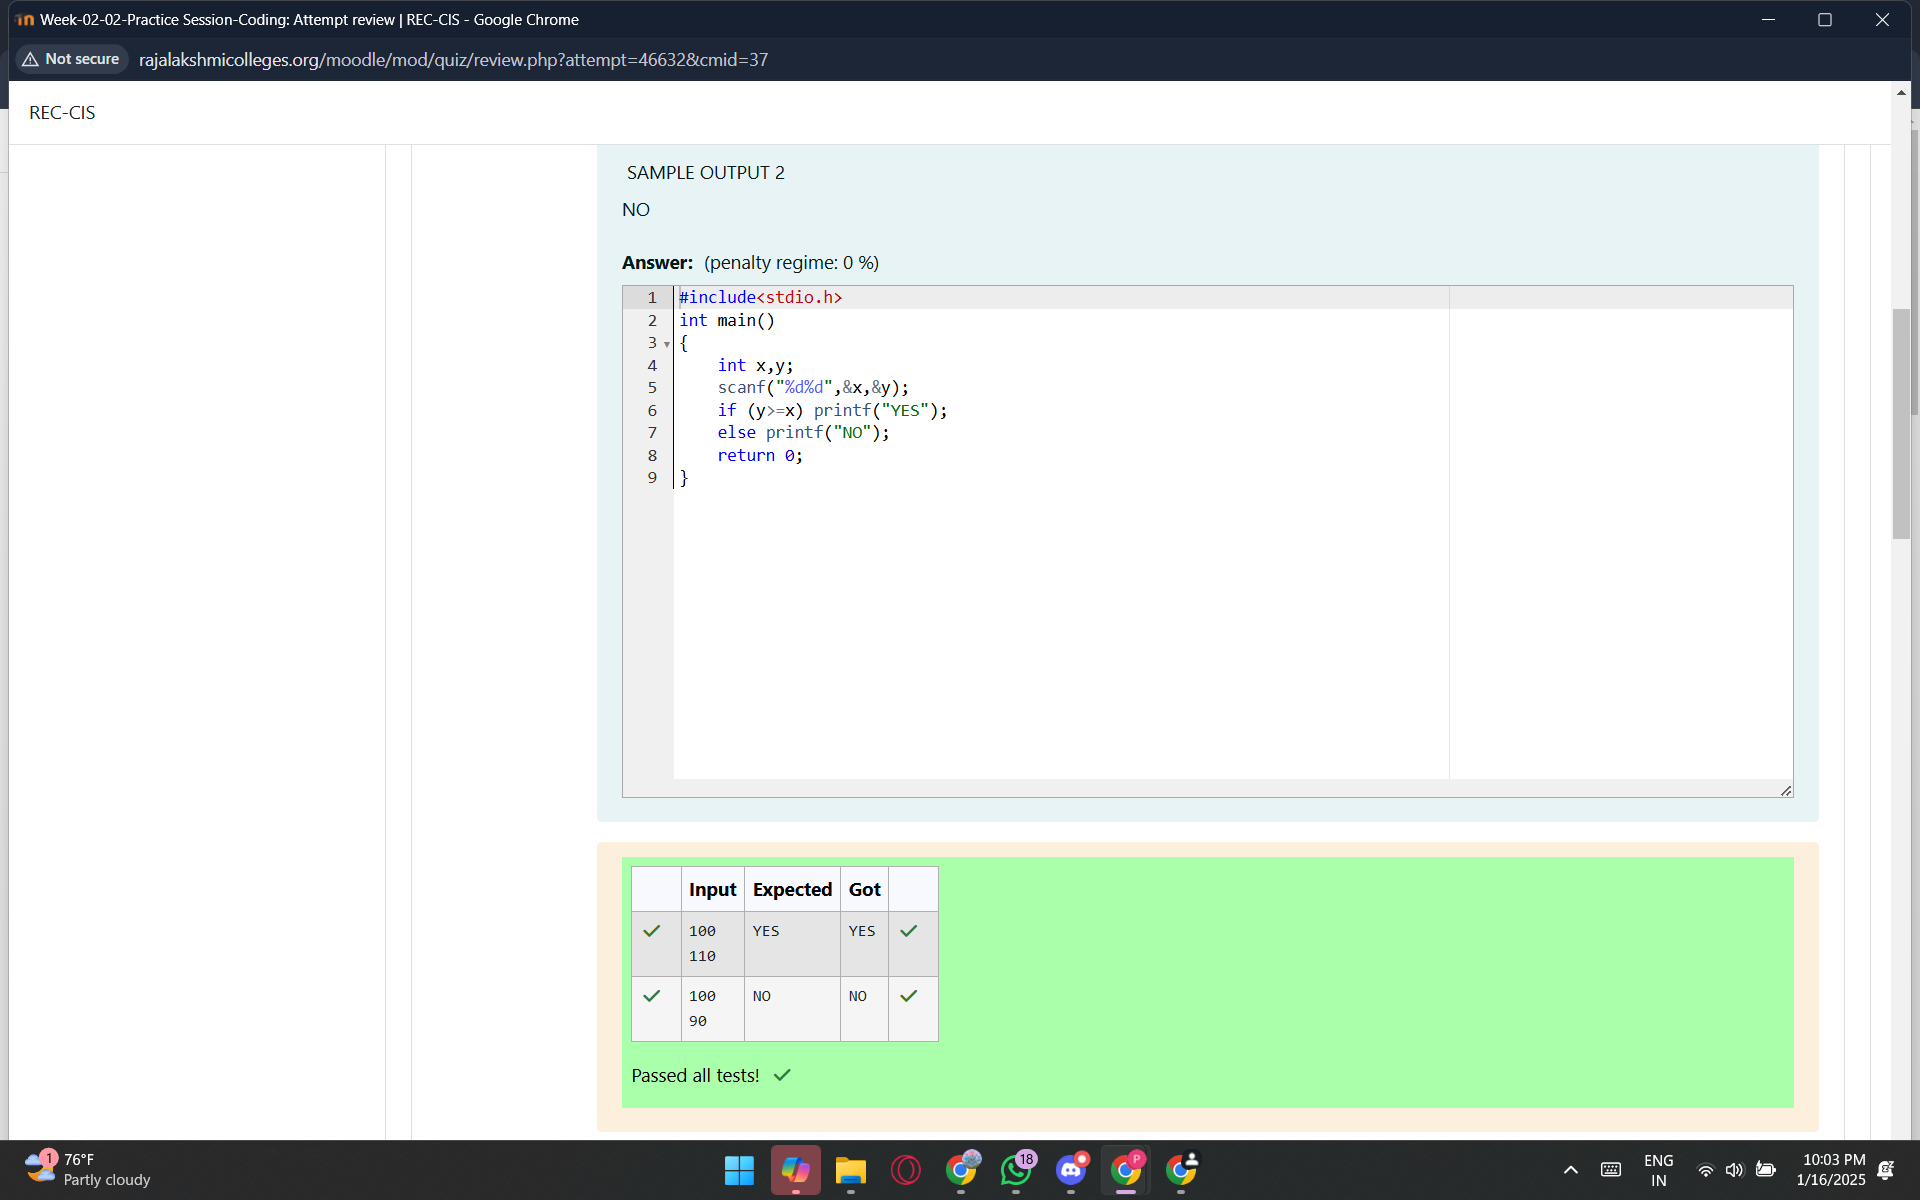 Week-02-02-Practice Session-Coding: Attempt review | REC-CIS - Google Chrome
Not secure rajalakshmicolleges.org/moodle/mod/quiz/review.php?attempt=46632&cmid=37
REC-CIS
SAMPLE OUTPUT 2
NO
Answer: (penalty regime: 0 %)
1 #include<stdio.h>
2 int main()
3 {
4 int x,y;
5 scanf("%d%d",&x,&y);
6 if (y>=x) printf("YES");
7 else printf("NO");
8 return 0;
9 }
Input Expected Got
100 YES YES
110
100 NO NO
90
Passed all tests!
1 76°F
Partly cloudy
18
P
ENG
IN
10:03 PM
1/16/2025